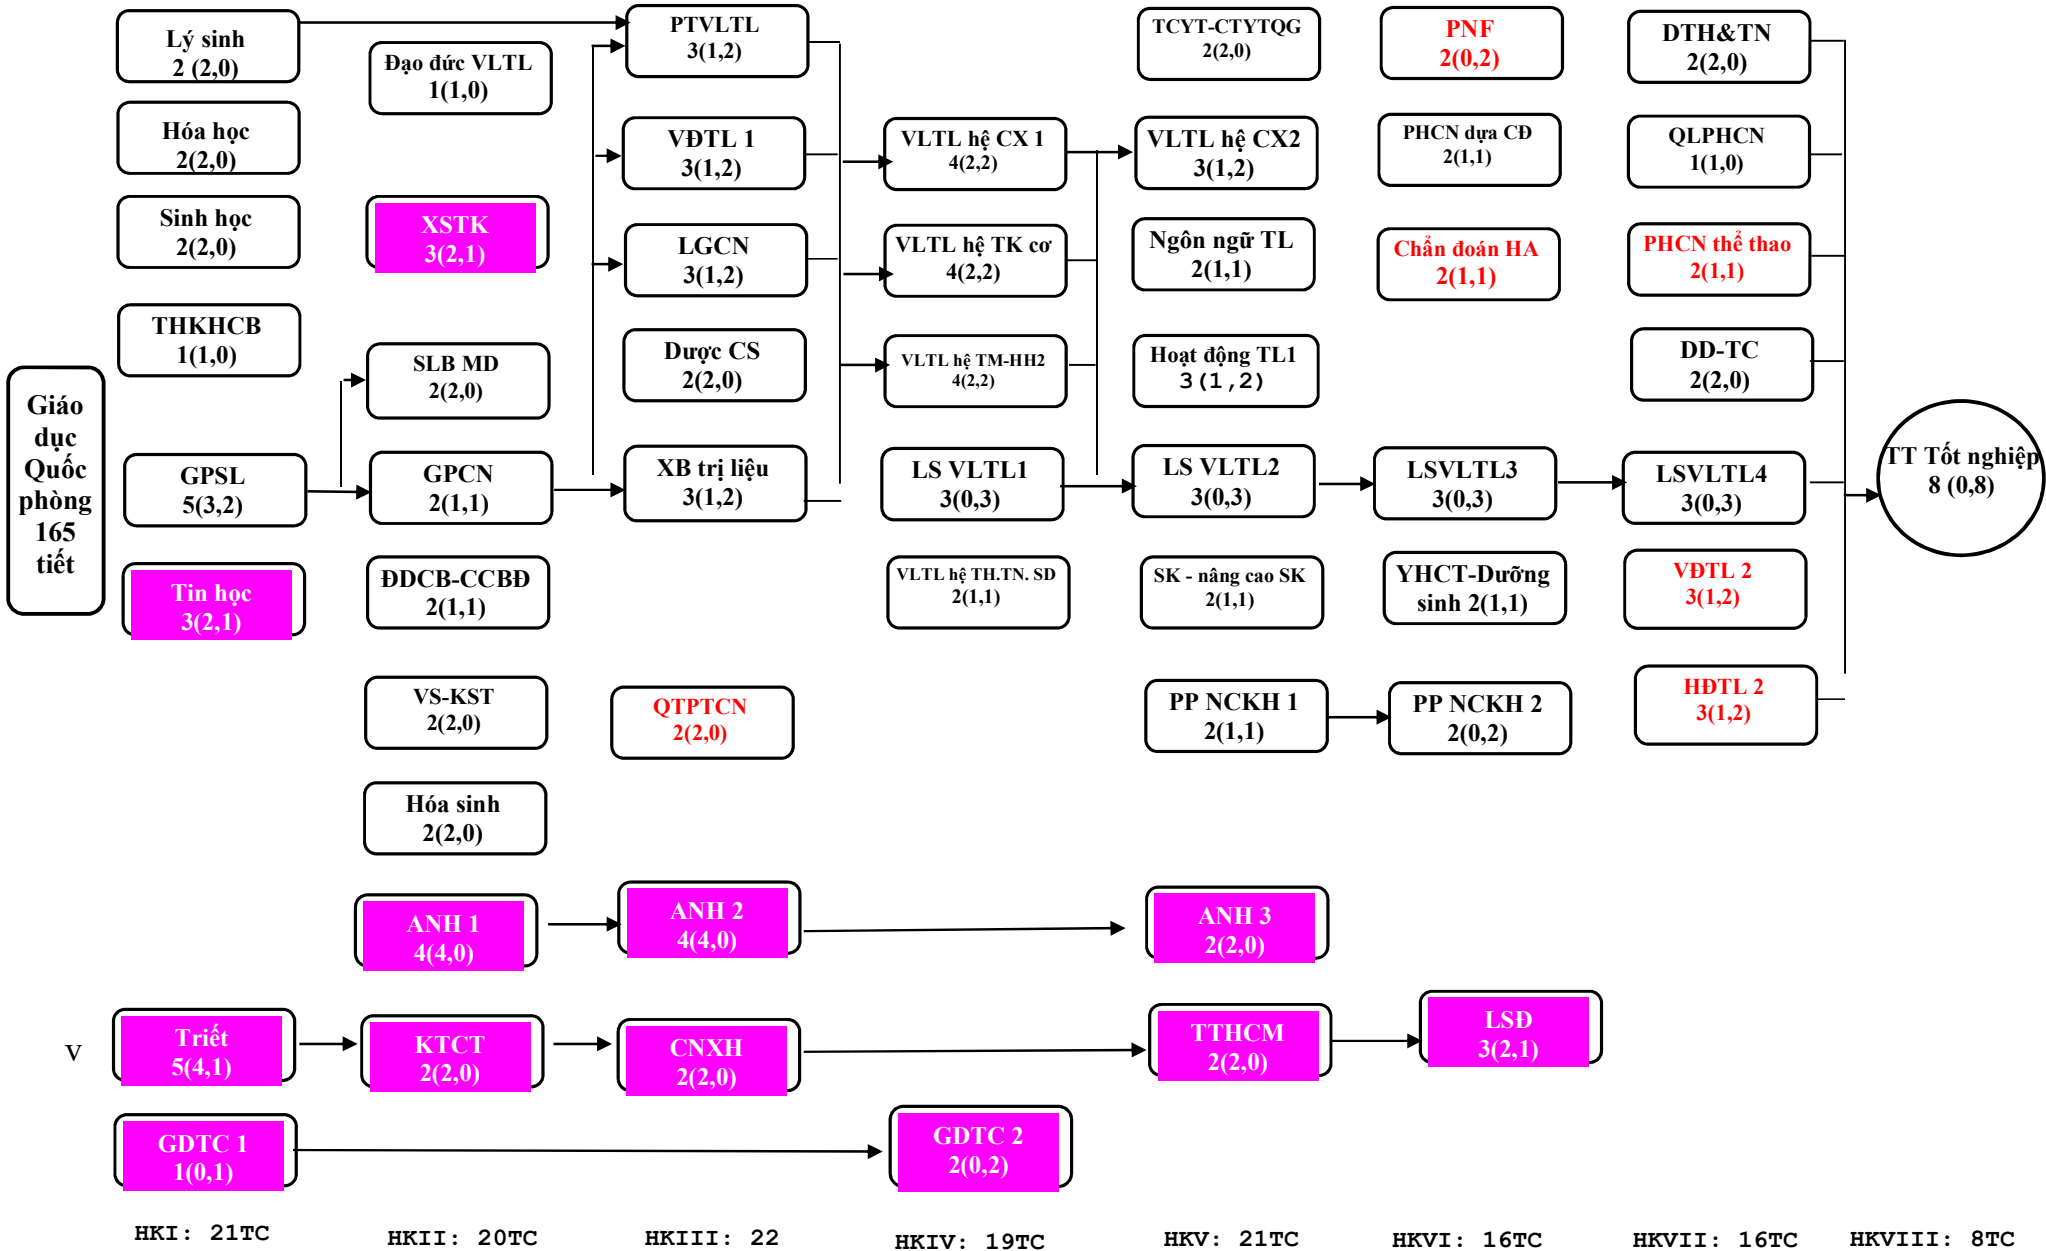 Giáo
dục
Quốc
phòng
165
tiết
Lý sinh
2 (2,0)
Hóa học
2(2,0)
Sinh học
2(2,0)
THKHCB
1(1,0)
GPSL
5(3,2)
Tin học
3(2,1)
Triết
5(4,1)
GDTC 1
1(0,1)
Đạo đức VLTL
1(1,0)
XSTK
3(2,1)
SLB MD
2(2,0)
GPCN
2(1,1)
ĐDCB-CCBĐ
2(1,1)
VS-KST
2(2,0)
Hóa sinh
2(2,0)
ANH 1
4(4,0)
KTCT
2(2,0)
PTVLTL
3(1,2)
VĐTL 1
3(1,2)
LGCN
3(1,2)
Dược CS
2(2,0)
XB trị liệu
3(1,2)
QTPTCN
2(2,0)
ANH 2
4(4,0)
CNXH
2(2,0)
VLTL hệ CX 1
4(2,2)
VLTL hệ TK cơ
4(2,2)
VLTL hệ TM-HH2
4(2,2)
LS VLTL1
3(0,3)
VLTL hệ TH.TN. SD
2(1,1)
GDTC 2
2(0,2)
TCYT-CTYTQG
2(2,0)
VLTL hệ CX2
3(1,2)
Ngôn ngữ TL
2(1,1)
Hoạt động TL1
3(1,2)
LS VLTL2
3(0,3)
SK - nâng cao SK
2(1,1)
PP NCKH 1
2(1,1)
ANH 3
2(2,0)
TTHCM
2(2,0)
PNF
2(0,2)
PHCN dựa CĐ
2(1,1)
Chẩn đoán HA
2(1,1)
LSVLTL3
3(0,3)
YHCT-Dưỡng
sinh 2(1,1)
PP NCKH 2
2(0,2)
LSĐ
3(2,1)
DTH&TN
2(2,0)
QLPHCN
1(1,0)
PHCN thể thao
2(1,1)
DD-TC
2(2,0)
LSVLTL4
3(0,3)
VĐTL 2
3(1,2)
HĐTL 2
3(1,2)
TT Tốt nghiệp
8 (0,8)
v
HKI: 21TC
HKII: 20TC
HKIII: 22
HKIV: 19TC
HKV: 21TC
HKVI: 16TC
HKVII: 16TC
HKVIII: 8TC